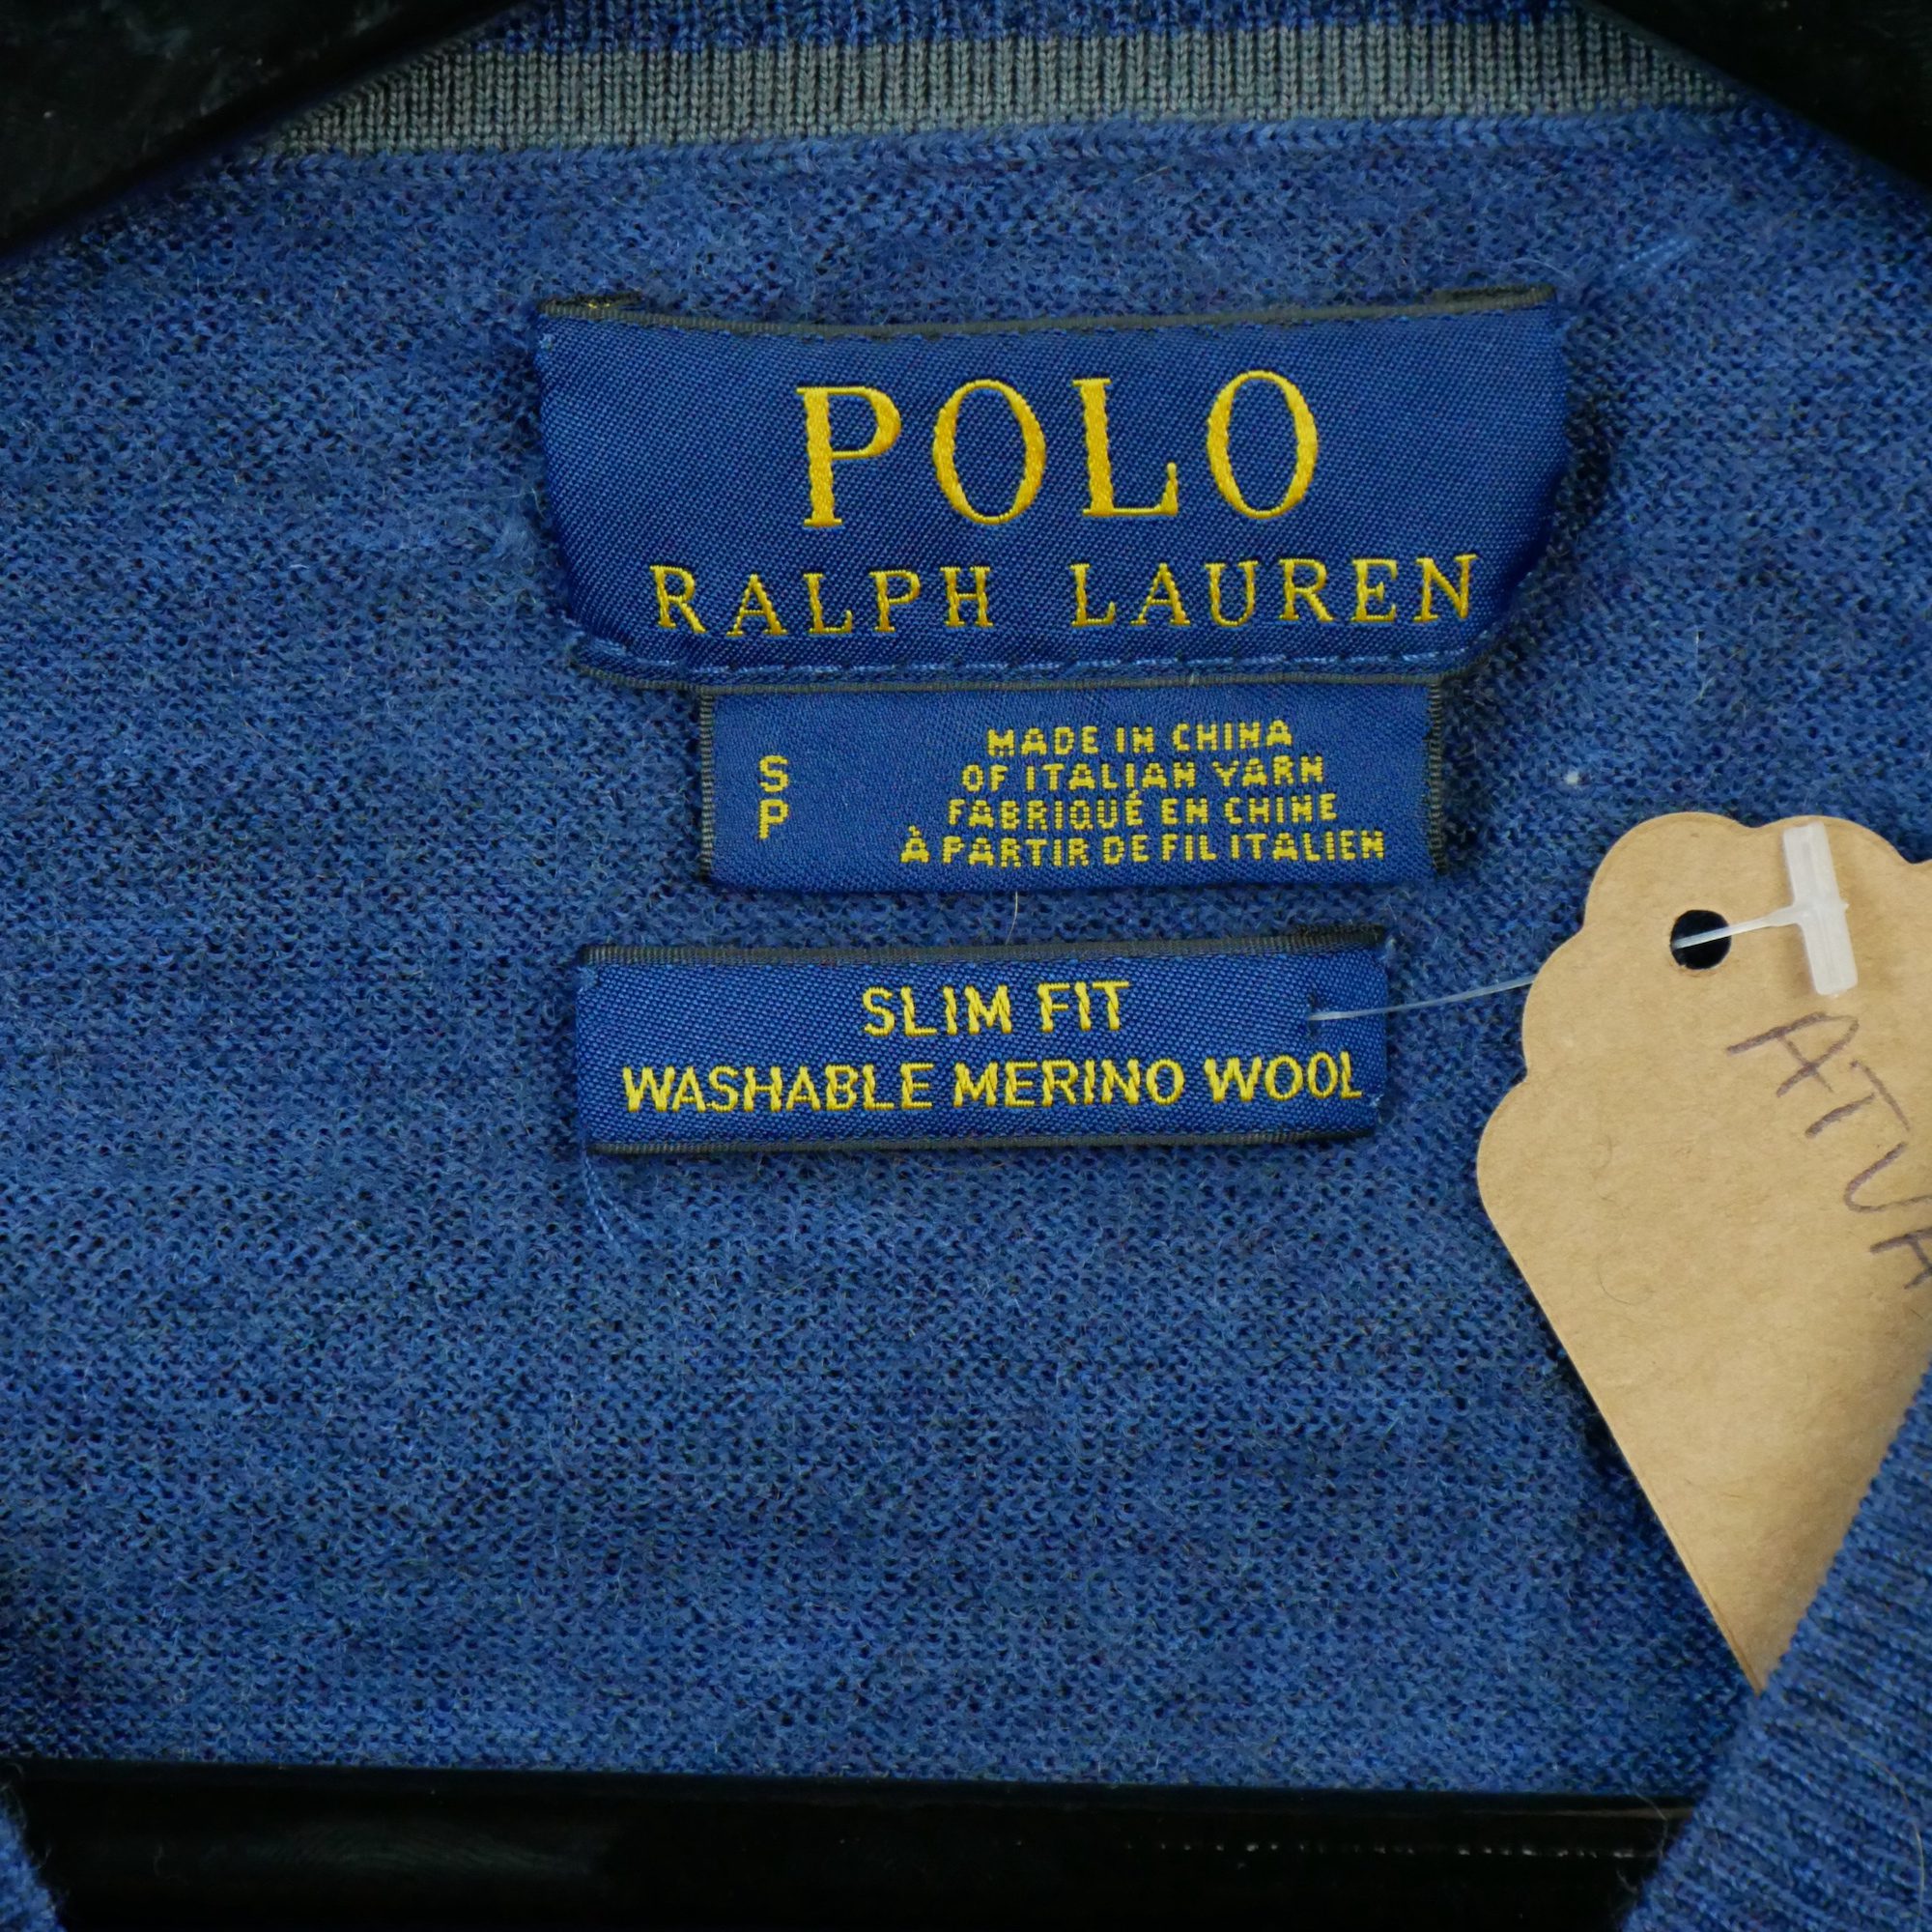 POLO
RALPH LAUREN
S
P
MADE IN CHINA
OF ITALIAN YARN
FABRIQUÉ EN CHINE
À PARTIR DE FIL ITALIEN
SLIM FIT
WASHABLE MERINO WOOL